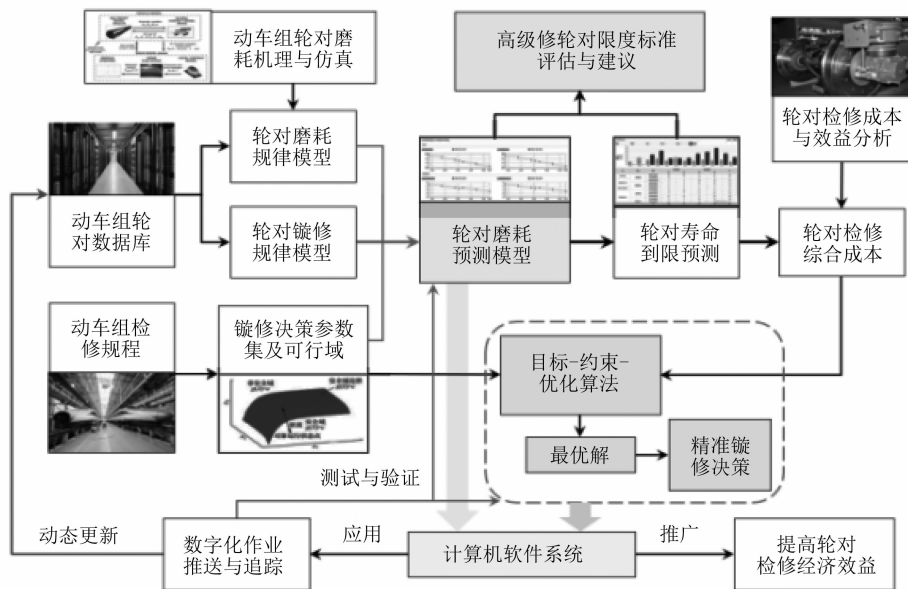 动车组轮对磨
耗机理与仿真
高级修轮对限度标准
评估与建议
轮对磨耗
规律模型
轮对检修成本
与效益分析
动车组轮
对数据库
轮对镟修
规律模型
轮对磨耗
预测模型
轮对寿命
到限预测
轮对检修
综合成本
动车组检
修规程
镟修决策参数
集及可行域
目标-约束-
优化算法
最优解
精准镟
修决策
测试与验证
动态更新
数字化作业
推送与追踪
应用
计算机软件系统
推广
提高轮对
检修经济效益